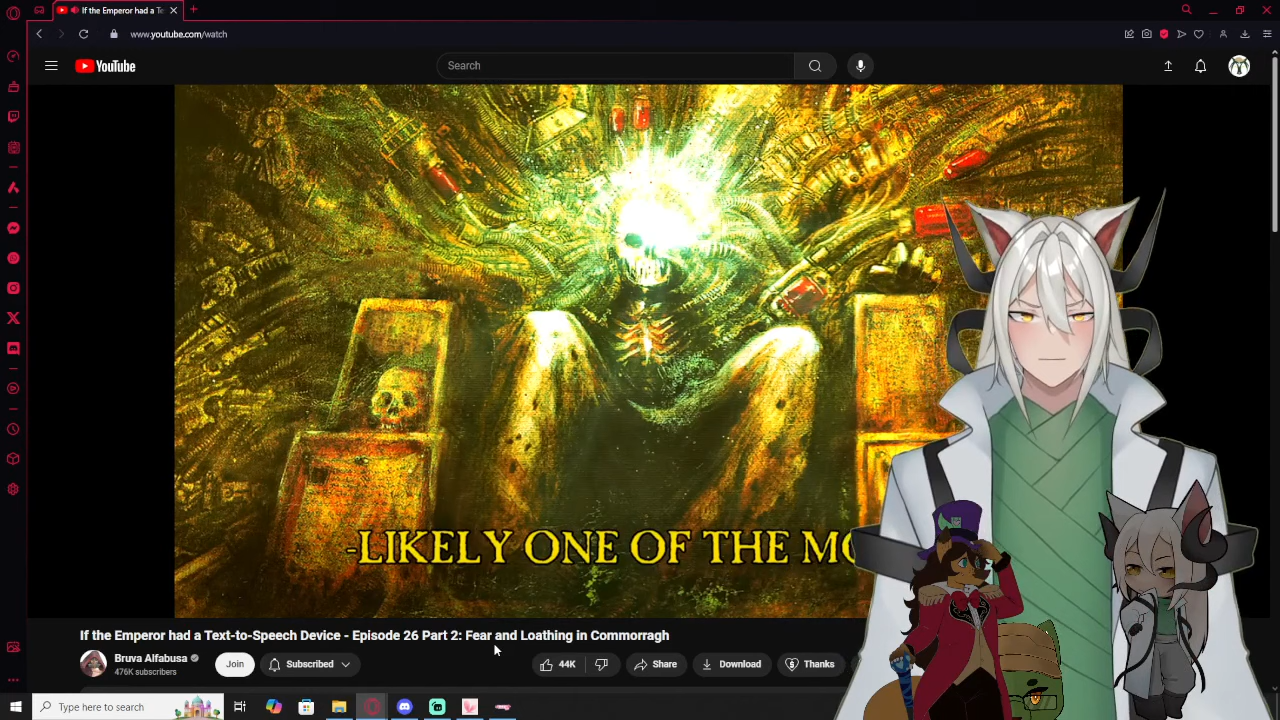 If the Emperor had a Te
www.youtube.com/watch
YouTube
Search
-LIKELY ONE OF THE MO
If the Emperor had a Text-to-Speech Device - Episode 26 Part 2: Fear and Loathing in Commorragh
Bruva Alfabusa
476K subscribers
Join
Subscribed
44K
Share
Download
Thanks
Type here to search